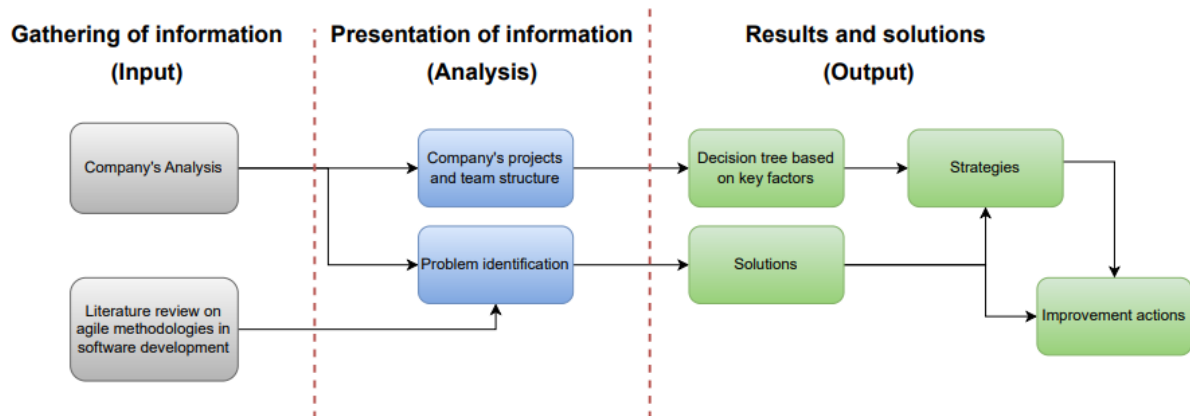 Gathering of information
(Input)
Presentation of information
(Analysis)
Results and solutions
(Output)
Company's Analysis
Company's projects
and team structure
Decision tree based
on key factors
Strategies
Problem identification
Solutions
Literature review on
agile methodologies in
software development
Improvement actions